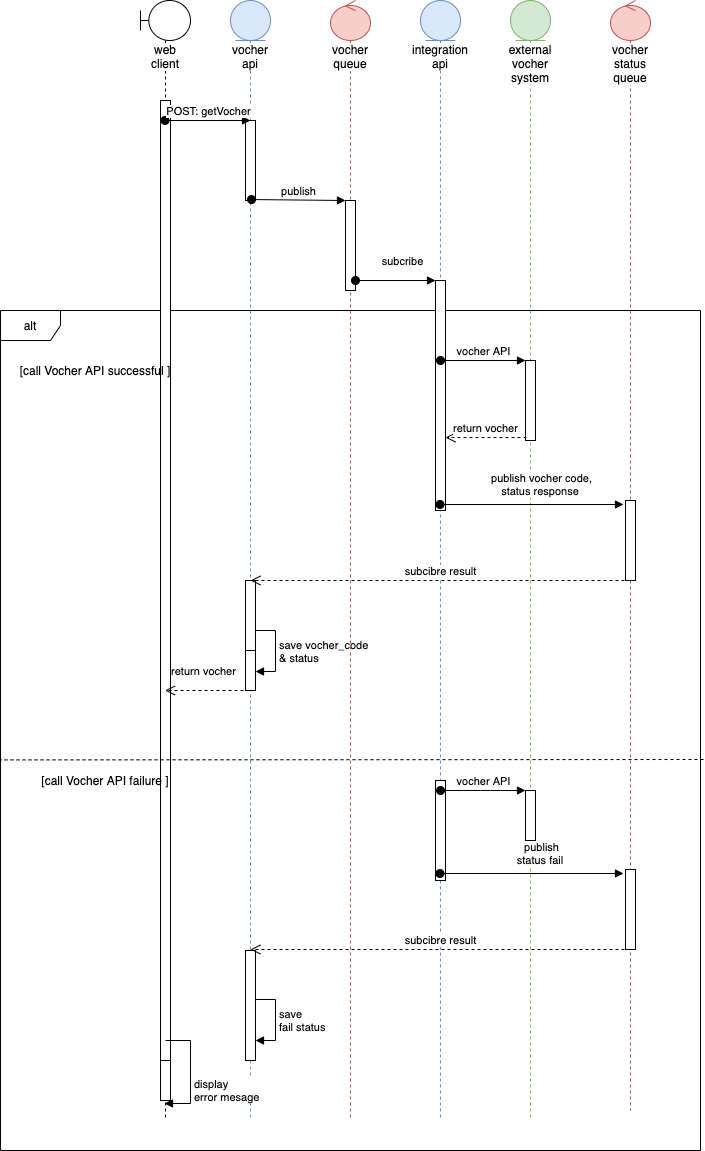 web
client
vocher
api
vocher
queue
integration
api
external
vocher
system
vocher
status
queue
POST: getVocher
publish
subcribe
alt
vocher API
[call Vocher API successful ]
return vocher
publish vocher code,
status response
subcibre result
save vocher_code
& status
return vocher
[call Vocher API failure ]
vocher API
publish
status fail
subcibre result
save
fail status
display
error mesage